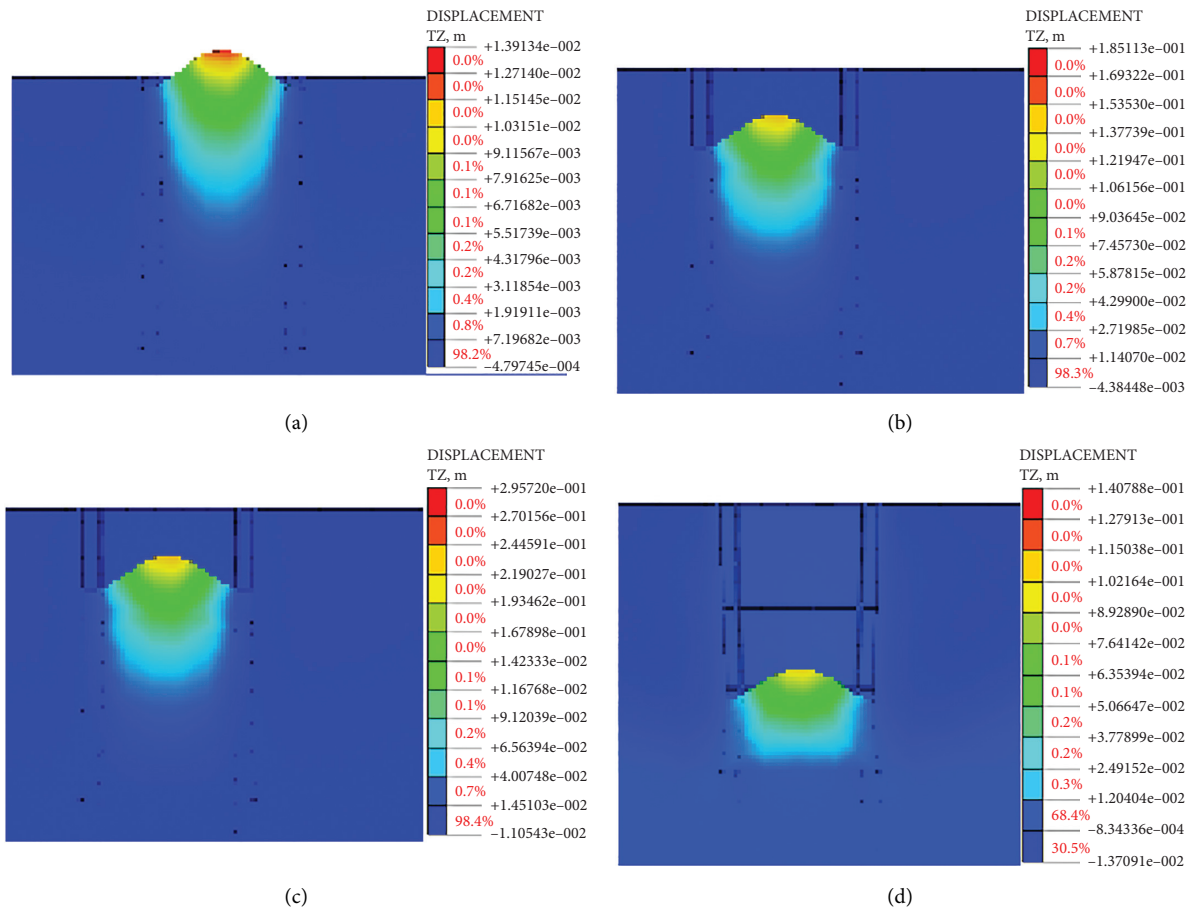 DISPLACEMENT
TZ, m
+1.39134e–002
0.0%
+1.27140e–002
0.0%
+1.15145e–002
0.0%
+1.03151e–002
0.0%
+9.11567e–003
0.1%
+7.91625e–003
0.1%
+6.71682e–003
0.1%
+5.51739e–003
0.2%
+4.31796e–003
0.2%
+3.11854e–003
0.4%
+1.91911e–003
0.8%
+7.19682e–003
98.2%
–4.79745e–004
(a)
DISPLACEMENT
TZ, m
+1.85113e–001
0.0%
+1.69322e–001
0.0%
+1.53530e–001
0.0%
+1.37739e–001
0.0%
+1.21947e–001
0.0%
+1.06156e–001
0.0%
+9.03645e–002
0.1%
+7.45730e–002
0.2%
+5.87815e–002
0.2%
+4.29900e–002
0.4%
+2.71985e–002
0.7%
+1.14070e–002
98.3%
–4.38448e–003
(b)
DISPLACEMENT
TZ, m
+2.95720e–001
0.0%
+2.70156e–001
0.0%
+2.44591e–001
0.0%
+2.19027e–001
0.0%
+1.93462e–001
0.0%
+1.67898e–001
0.0%
+1.42333e–001
0.1%
+1.16768e–002
0.1%
+9.12039e–002
0.2%
+6.56394e–002
0.4%
+4.00748e–002
0.7%
+1.45103e–002
98.4%
–1.10543e–002
(c)
DISPLACEMENT
TZ, m
+1.40788e–001
0.0%
+1.27913e–001
0.0%
+1.15038e–001
0.0%
+1.02164e–001
0.0%
+8.92890e–002
0.0%
+7.64142e–002
0.1%
+6.35394e–002
0.1%
+5.06647e–002
0.2%
+3.77899e–002
0.2%
+2.49152e–002
0.3%
+1.20404e–002
68.4%
–8.34336e–004
30.5%
–1.37091e–002
(d)